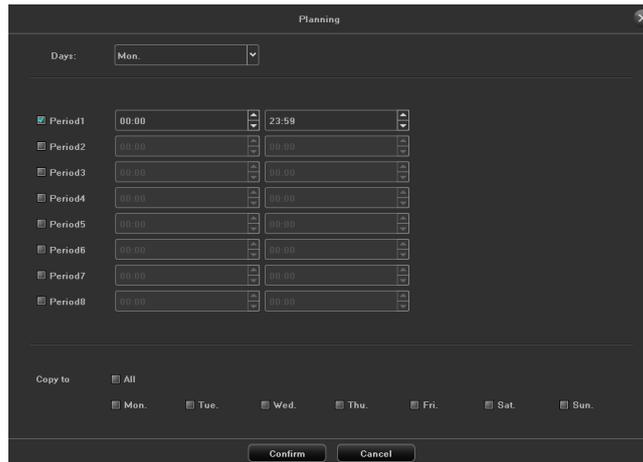 Planning
Days: Mon.
Period1 00:00 23:59
Period2 00:00 00:00
Period3 00:00 00:00
Period4 00:00 00:00
Period5 00:00 00:00
Period6 00:00 00:00
Period7 00:00 00:00
Period8 00:00 00:00
Copy to All
Mon. Tue. Wed. Thu. Fri. Sat. Sun.
Confirm Cancel